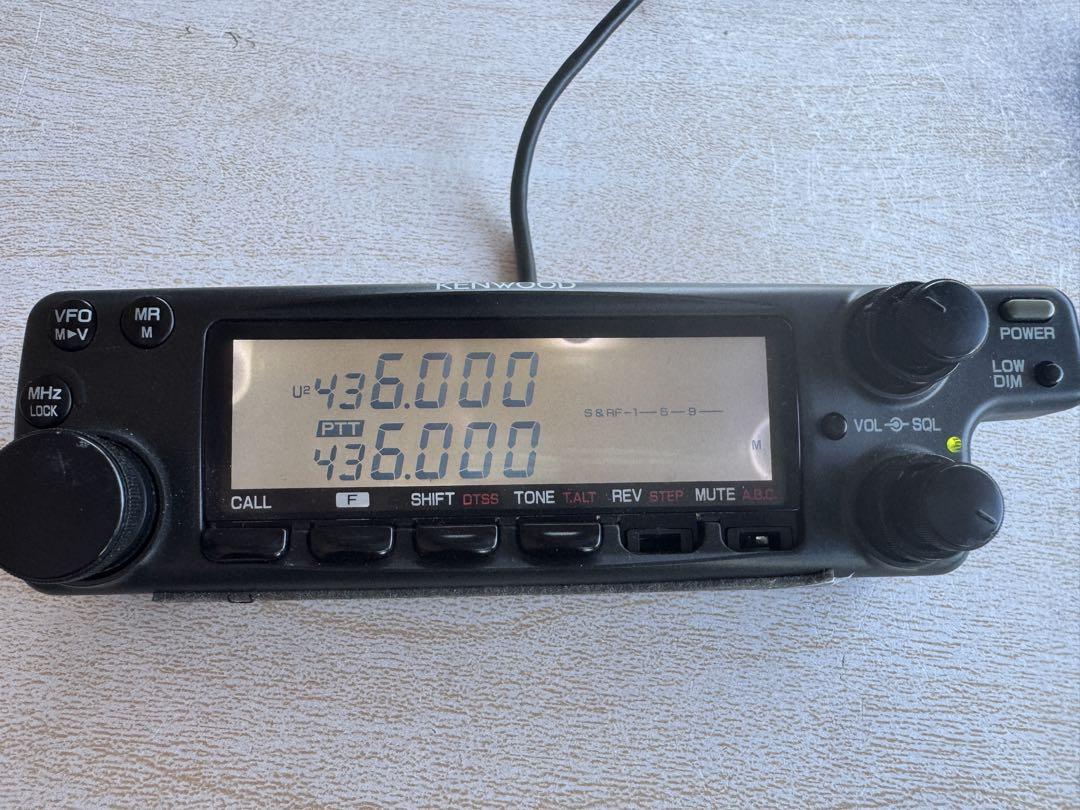 KENWOOD
VFO
M▶V
MR
M
POWER
U² 436.000
S&RF-1-5-9
LOW
DIM
MHz
LOCK
PTT
436.000
M
VOL SQL
CALL F SHIFT DTSS TONE T.ALT REV STEP MUTE A.B.C.